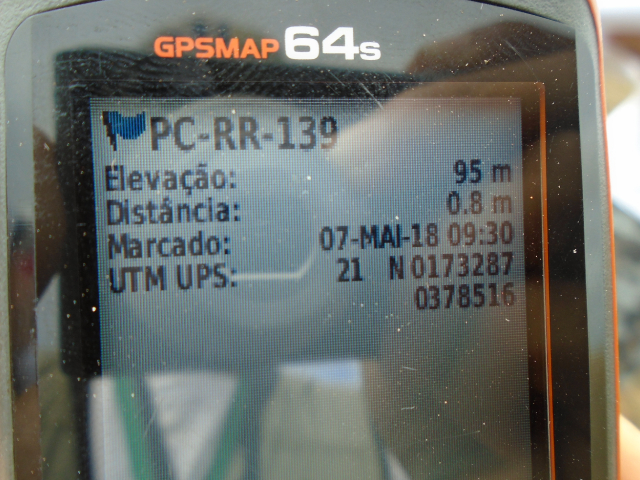 GPSMAP 64s
PC-RR-139
Elevação: 95 m
Distância: 0.8 m
Marcado: 07-MAI-18 09:30
UTM UPS: 21 N 0173287
0378516